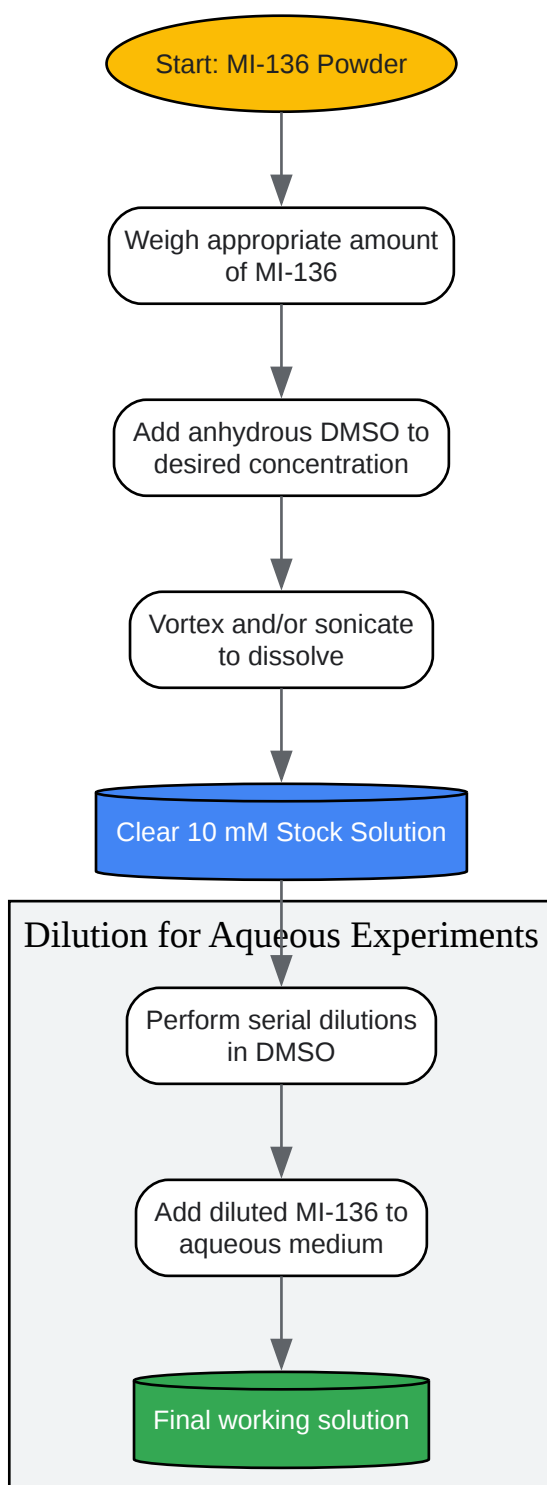 Start: MI-136 Powder
Weigh appropriate amount
of MI-136
Add anhydrous DMSO to
desired concentration
Vortex and/or sonicate
to dissolve
Clear 10 mM Stock Solution
Dilution for Aqueous Experiments
Perform serial dilutions
in DMSO
Add diluted MI-136 to
aqueous medium
Final working solution